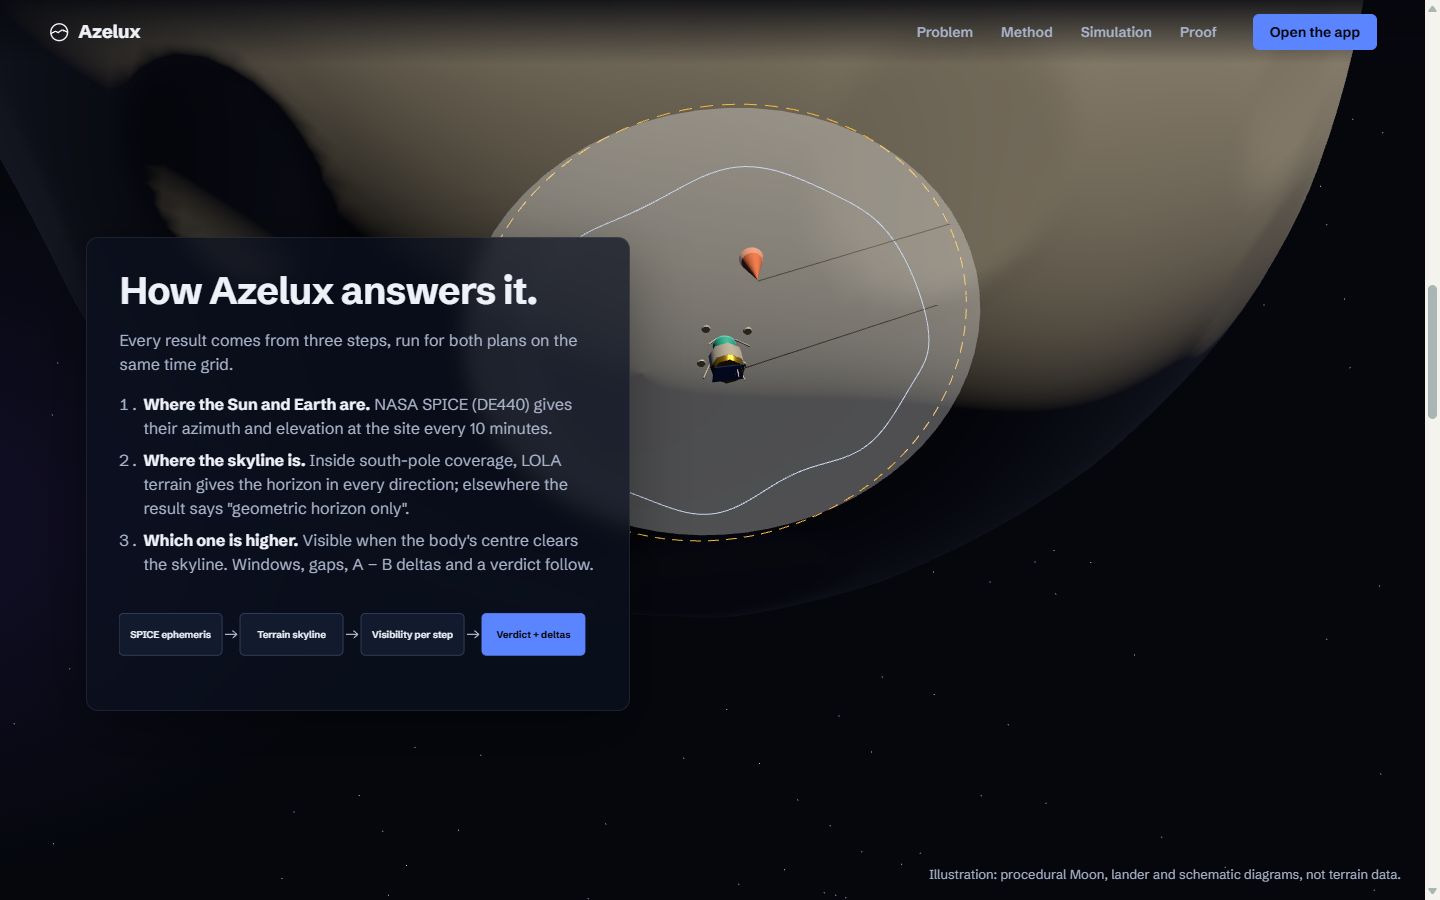 Azelux
Problem
Method
Simulation
Proof
Open the app
How Azelux answers it.
Every result comes from three steps, run for both plans on the
same time grid.
1. Where the Sun and Earth are. NASA SPICE (DE440) gives
their azimuth and elevation at the site every 10 minutes.
2. Where the skyline is. Inside south-pole coverage, LOLA
terrain gives the horizon in every direction; elsewhere the
result says "geometric horizon only".
3. Which one is higher. Visible when the body's centre clears
the skyline. Windows, gaps, A − B deltas and a verdict follow.
SPICE ephemeris → Terrain skyline → Visibility per step → Verdict + deltas
Illustration: procedural Moon, lander and schematic diagrams, not terrain data.